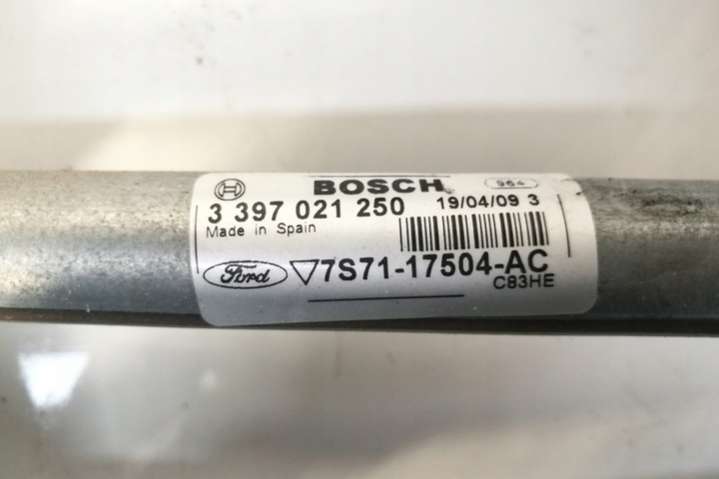 BOSCH 964
3 397 021 250 19/04/09 3
Made in Spain
Ford 7S71-17504-AC
C83HE